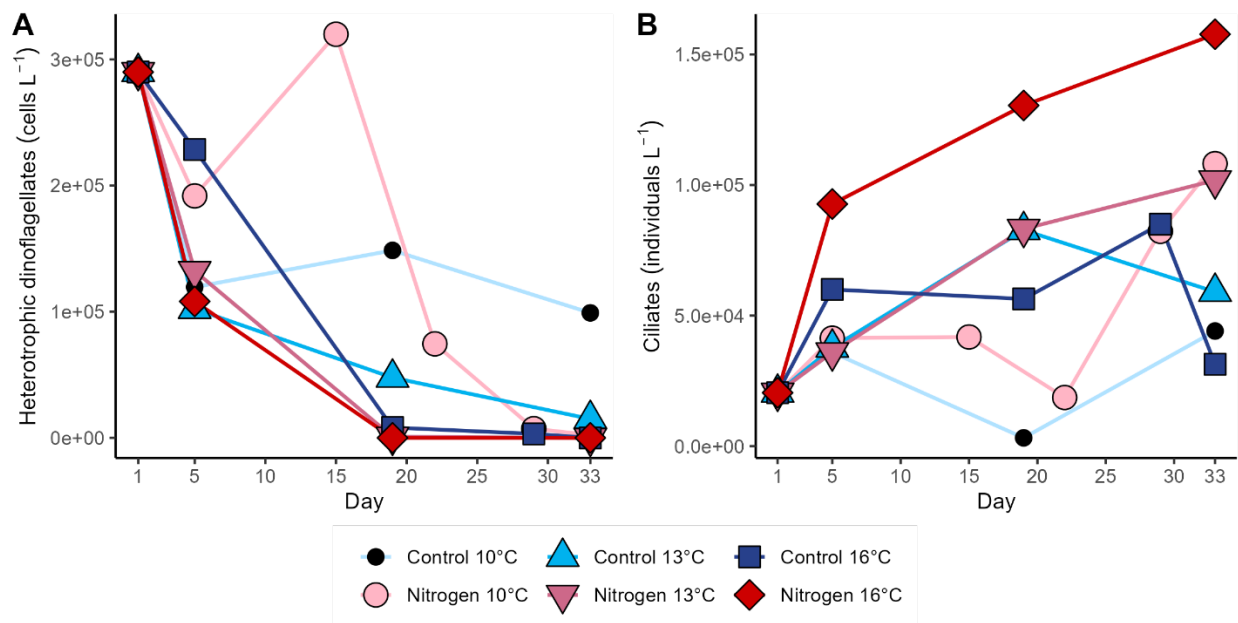 A
Heterotrophic dinoflagellates (cells L⁻¹)
3e+05
2e+05
1e+05
0e+00
1 5 10 15 20 25 30 33
Day
B
Ciliates (individuals L⁻¹)
1.5e+05
1.0e+05
5.0e+04
0.0e+00
1 5 10 15 20 25 30 33
Day
Control 10°C Control 13°C Control 16°C
Nitrogen 10°C Nitrogen 13°C Nitrogen 16°C